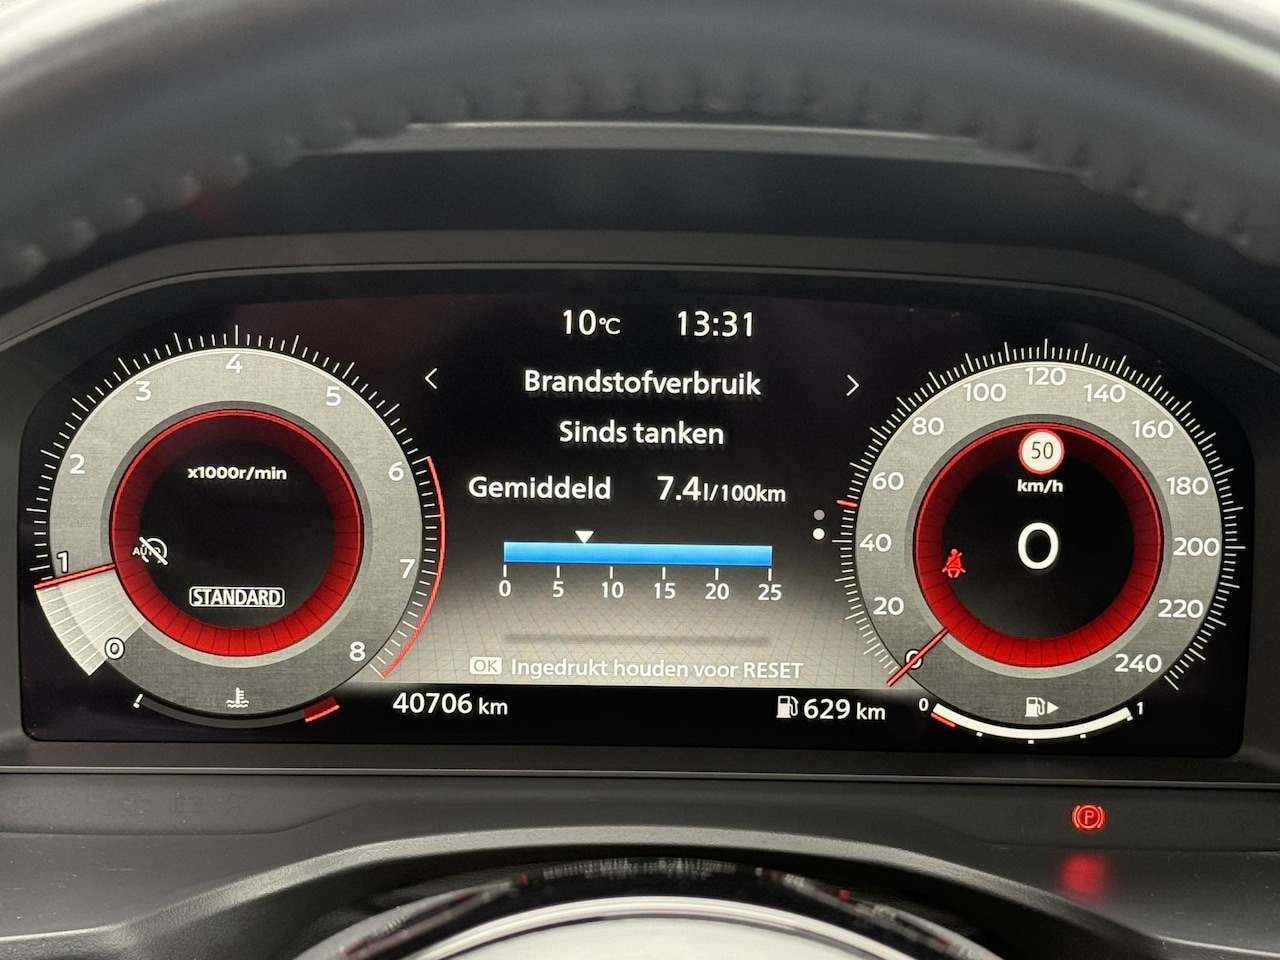 10°C 13:31
Brandstofverbruik
Sinds tanken
Gemiddeld 7.4 l/100km
0 5 10 15 20 25
OK Ingedrukt houden voor RESET
40706 km
629 km
0 1 2 3 4 5 6 7 8
x1000r/min
AUTO
STANDARD
0 20 40 60 80 100 120 140 160 180 200 220 240
50
km/h
0
0 1
P